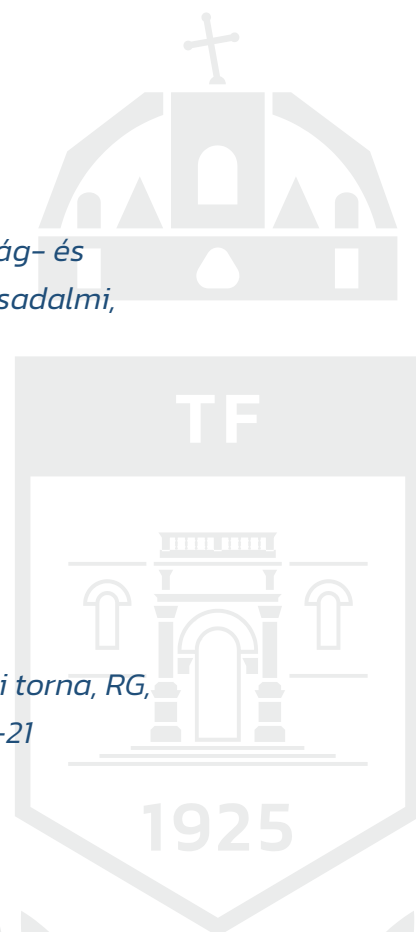 ág- és
sadalmi,
TF
i torna, RG,
-21
1925